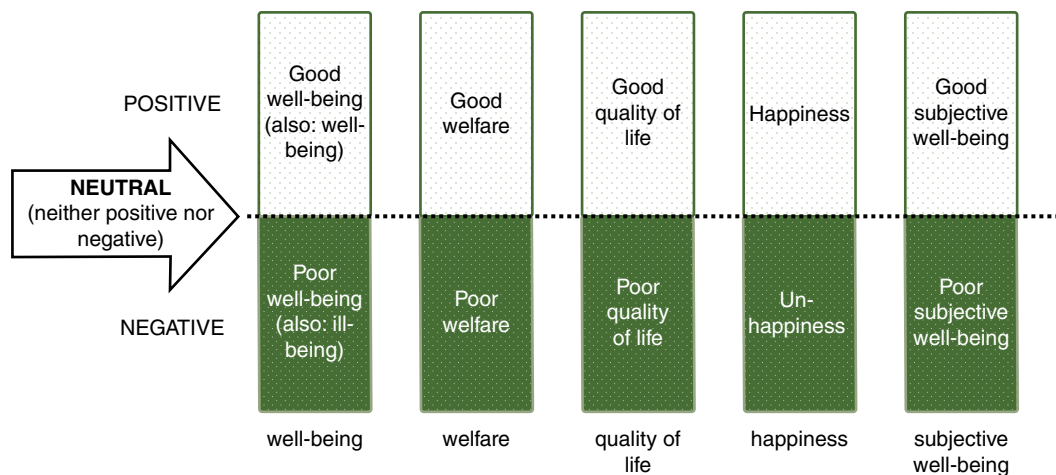 POSITIVE
NEUTRAL
(neither positive nor
negative)
NEGATIVE
Good
well-being
(also: well-
being)
Poor
well-being
(also: ill-
being)
well-being
Good
welfare
Poor
welfare
welfare
Good
quality of
life
Poor
quality
of life
quality of
life
Happiness
Un-
happiness
happiness
Good
subjective
well-being
Poor
subjective
well-being
subjective
well-being